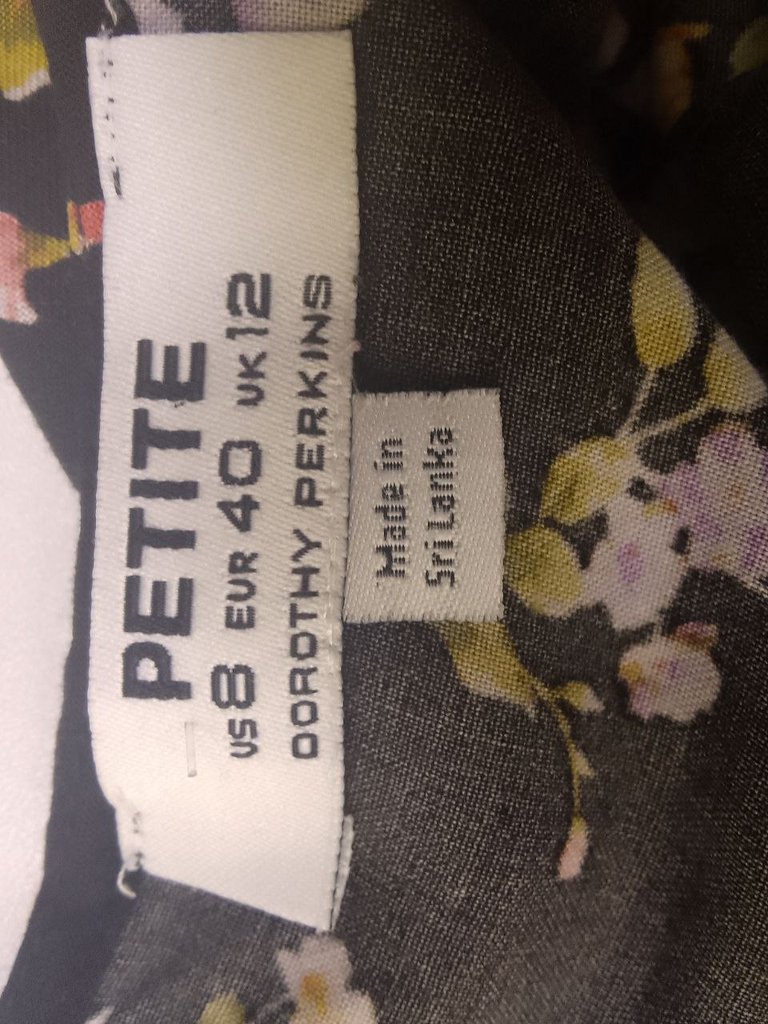 PETITE
US 8 EUR 40 UK 12
DOROTHY PERKINS
Made in
Sri Lanka